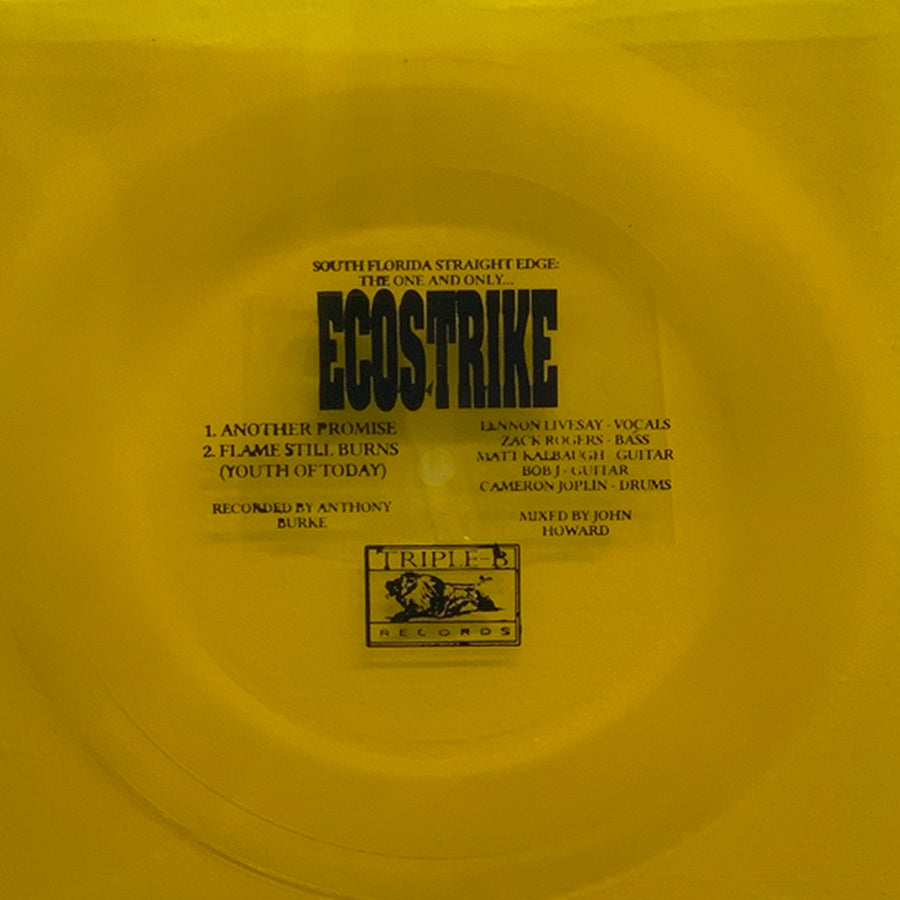 SOUTH FLORIDA STRAIGHT EDGE:
THE ONE AND ONLY...
ECOSTRIKE
1. ANOTHER PROMISE
2. FLAME STILL BURNS
(YOUTH OF TODAY)
RECORDED BY ANTHONY
BURKE
LENNON LIVESAY - VOCALS
ZACK ROGERS - BASS
MATT KALBAUGH - GUITAR
BOB J - GUITAR
CAMERON JOPLIN - DRUMS
MIXED BY JOHN
HOWARD
TRIPLE-B
RECORDS